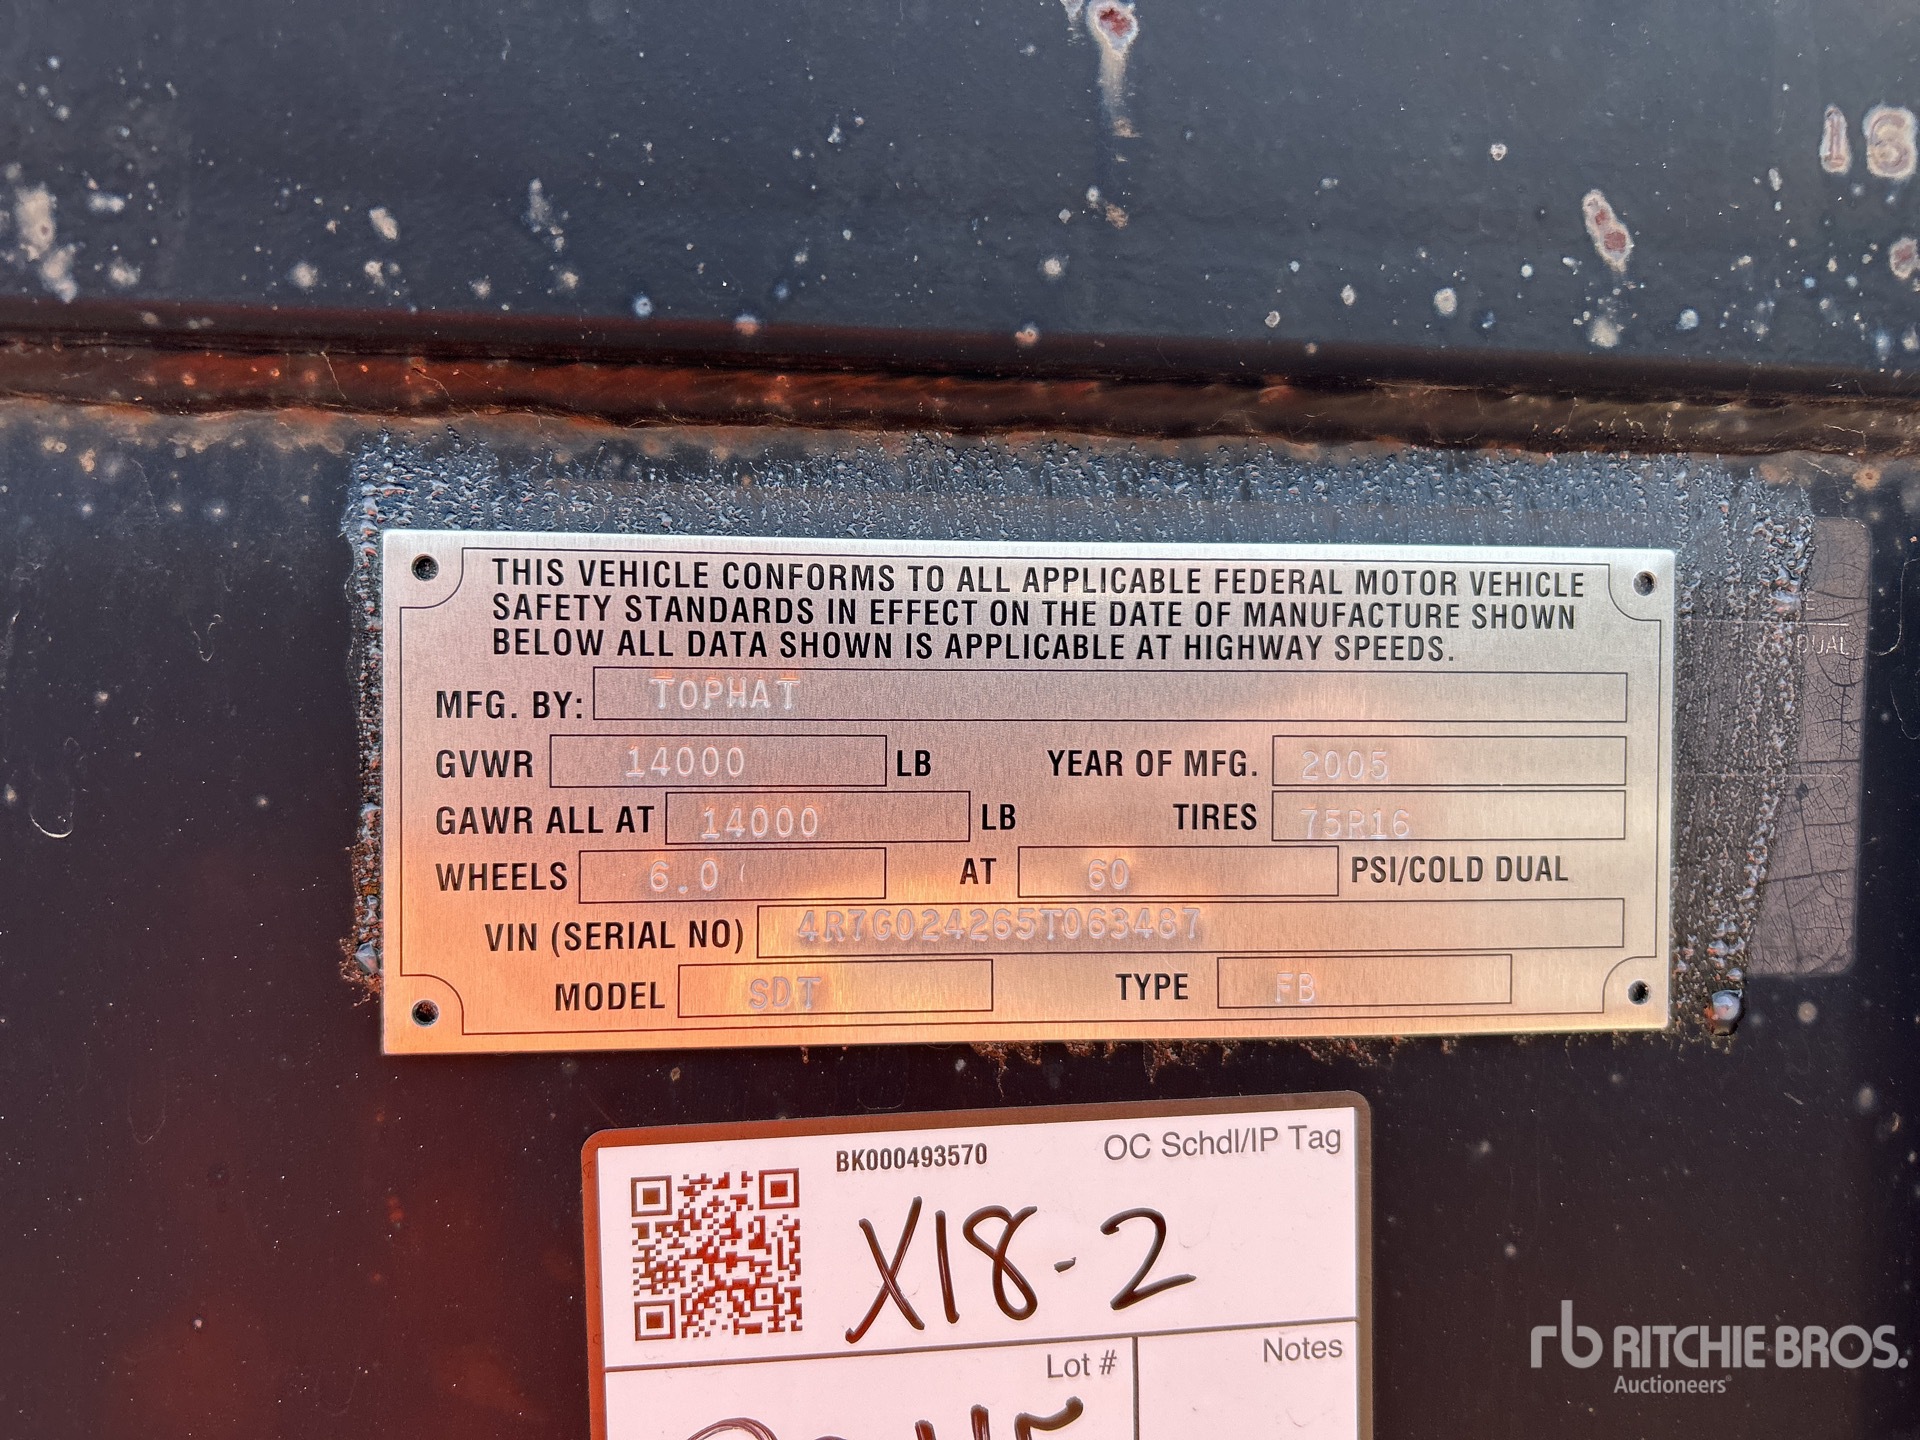 18
THIS VEHICLE CONFORMS TO ALL APPLICABLE FEDERAL MOTOR VEHICLE
SAFETY STANDARDS IN EFFECT ON THE DATE OF MANUFACTURE SHOWN
BELOW ALL DATA SHOWN IS APPLICABLE AT HIGHWAY SPEEDS.
MFG. BY: TOPHAT
GVWR 14000 LB YEAR OF MFG. 2005
GAWR ALL AT 14000 LB TIRES 75R16
WHEELS 6.0 AT 60 PSI/COLD DUAL
VIN (SERIAL NO) 4R7G024265T063487
MODEL SDT TYPE FB
DUAL
BK000493570 OC Schdl/IP Tag
X18-2
Lot # Notes
rb RITCHIE BROS.
Auctioneers